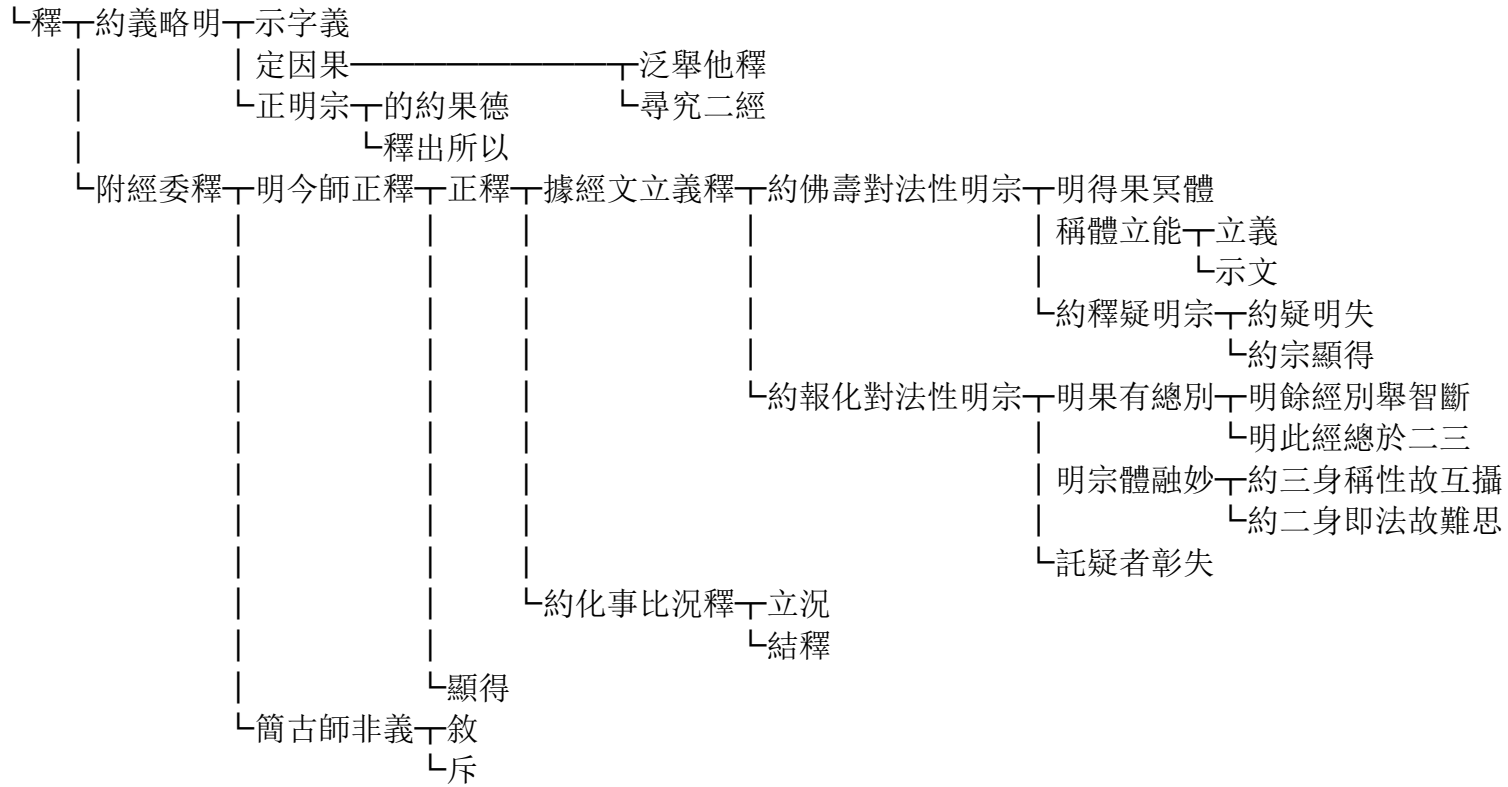 └釋┬約義略明┬示字義
│ │定因果─────────┬泛舉他釋
│ └正明宗┬的約果德 └尋究二經
│ └釋出所以
└附經委釋┬明今師正釋┬正釋┬據經文立義釋┬約佛壽對法性明宗┬明得果冥體
│ │ │ │ │稱體立能┬立義
│ │ │ │ │ └示文
│ │ │ │ └約釋疑明宗┬約疑明失
│ │ │ │ └約宗顯得
│ │ │ └約報化對法性明宗┬明果有總別┬明餘經別舉智斷
│ │ │ │ └明此經總於二三
│ │ │ │明宗體融妙┬約三身稱性故互攝
│ │ │ │ └約二身即法故難思
│ │ │ └託疑者彰失
│ │ └約化事比況釋┬立況
│ │ └結釋
│ └顯得
└簡古師非義┬敘
└斥